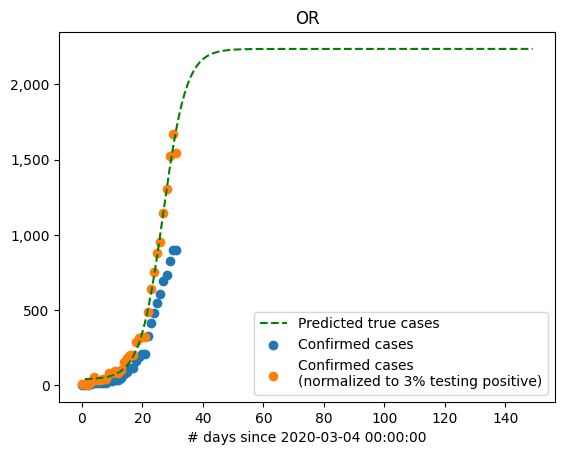 OR
2,000
1,500
1,000
500
0
Predicted true cases
Confirmed cases
Confirmed cases
(normalized to 3% testing positive)
0 20 40 60 80 100 120 140
# days since 2020-03-04 00:00:00